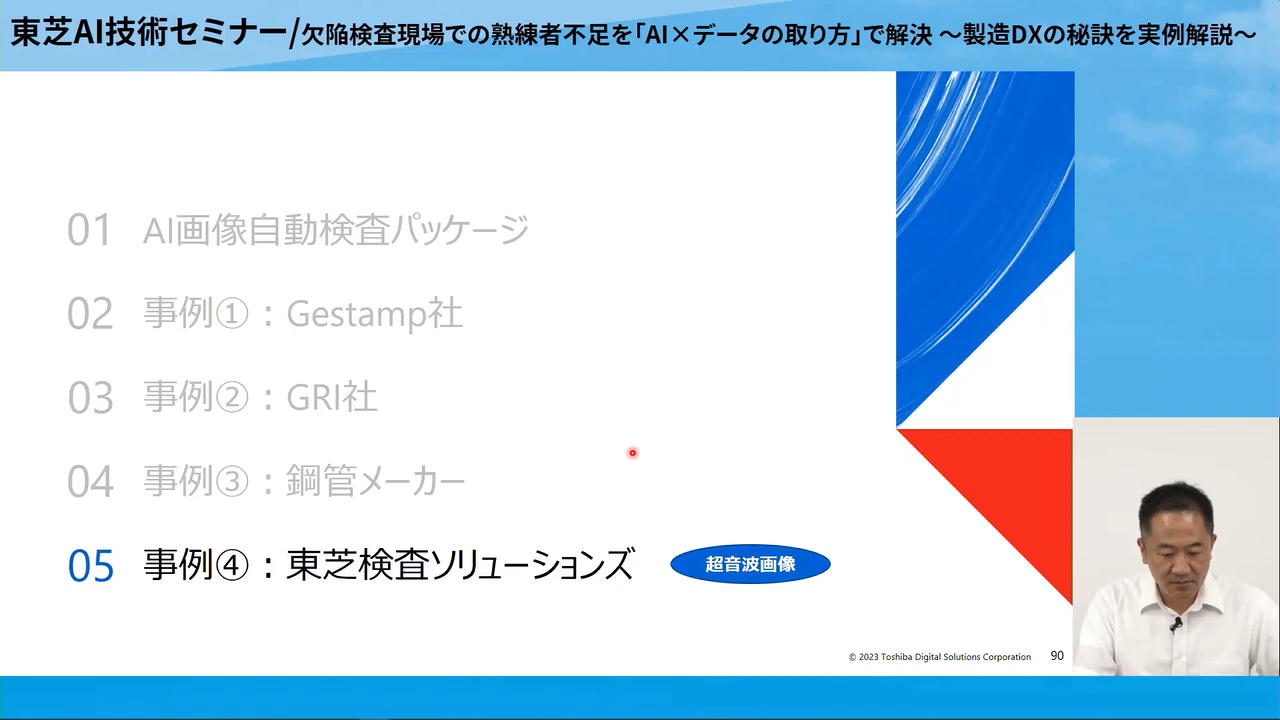 東芝AI技術セミナー/欠陥検査現場での熟練者不足を「AI×データの取り方」で解決 ～製造DXの秘訣を実例解説～
01 AI画像自動検査パッケージ
02 事例①：Gestamp社
03 事例②：GRI社
04 事例③：鋼管メーカー
05 事例④：東芝検査ソリューションズ 超音波画像
© 2023 Toshiba Digital Solutions Corporation 90